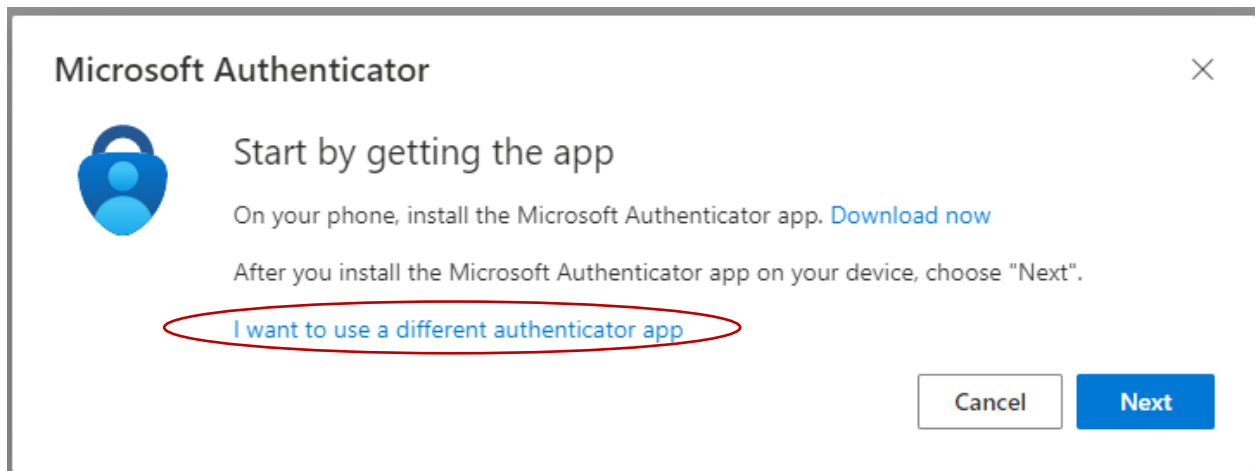 Microsoft Authenticator
Start by getting the app
On your phone, install the Microsoft Authenticator app. Download now
After you install the Microsoft Authenticator app on your device, choose "Next".
I want to use a different authenticator app
Cancel Next